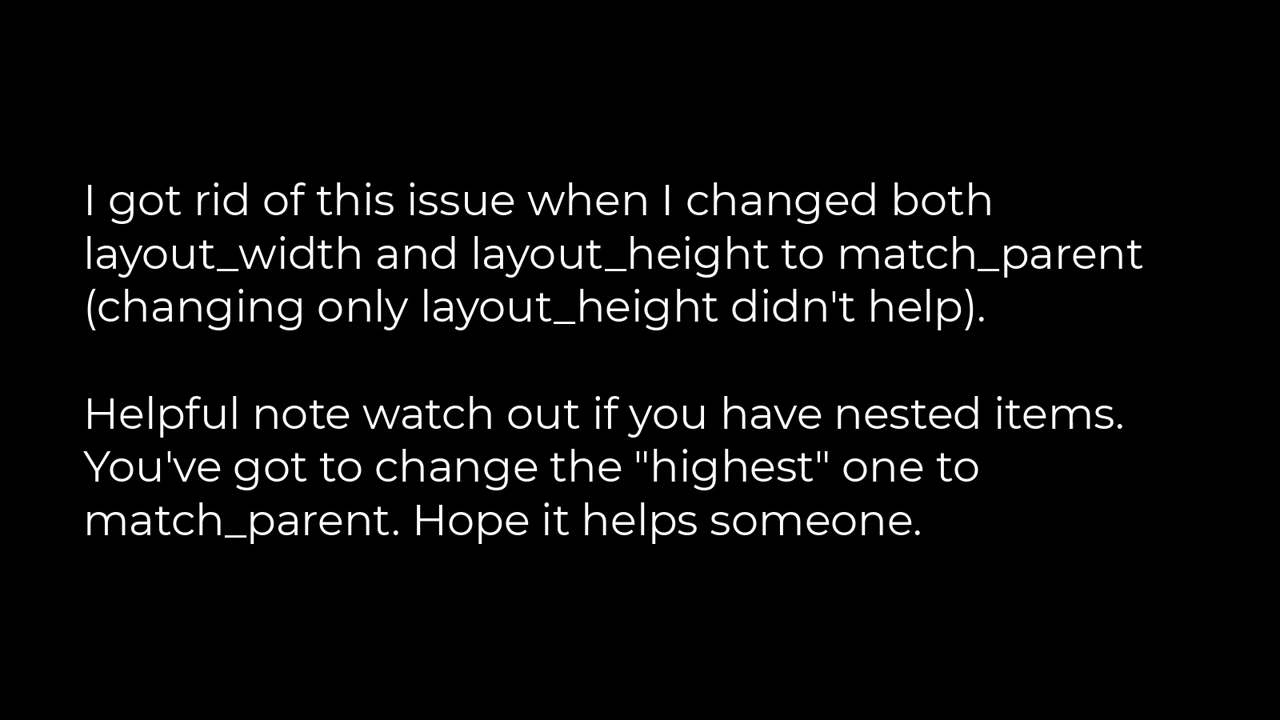 I got rid of this issue when I changed both
layout_width and layout_height to match_parent
(changing only layout_height didn't help).
Helpful note watch out if you have nested items.
You've got to change the "highest" one to
match_parent. Hope it helps someone.